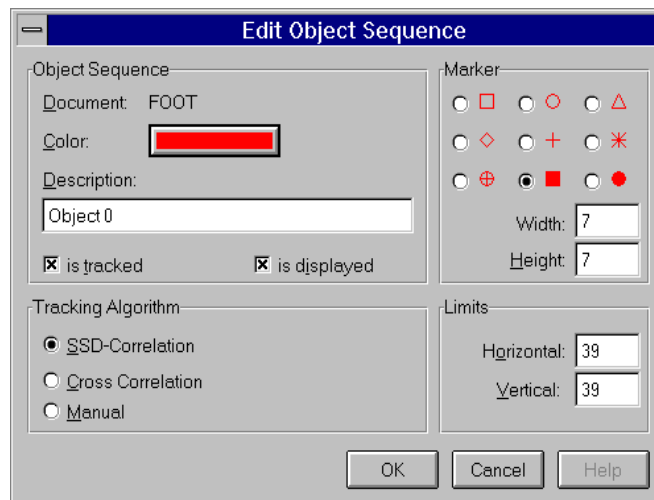 Edit Object Sequence
Object Sequence
Document: FOOT
Color:
Description:
Object 0
is tracked is displayed
Marker
Width: 7
Height: 7
Tracking Algorithm
SSD-Correlation
Cross Correlation
Manual
Limits
Horizontal: 39
Vertical: 39
OK Cancel Help